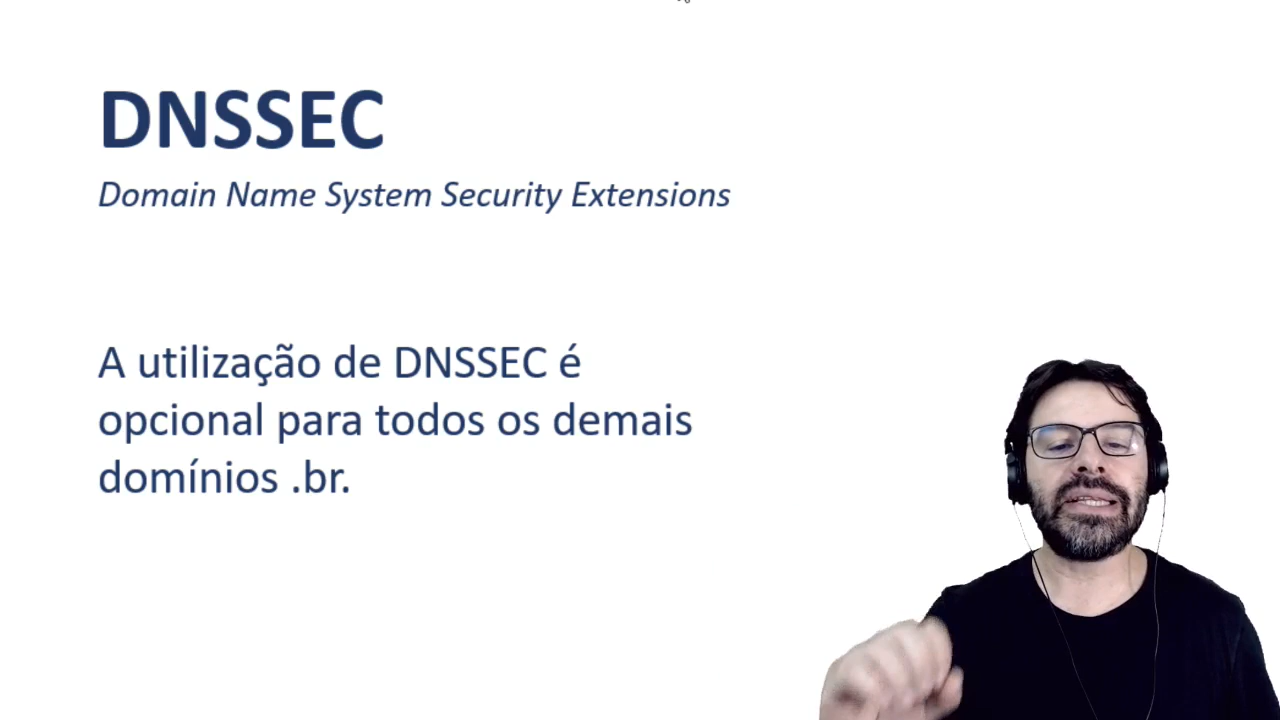 DNSSEC
Domain Name System Security Extensions
A utilização de DNSSEC é
opcional para todos os demais
domínios .br.